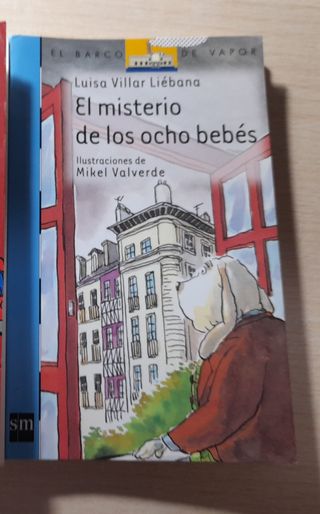 EL BARCO DE VAPOR
Luisa Villar Liébana
El misterio
de los ocho bebés
Ilustraciones de
Mikel Valverde
sm